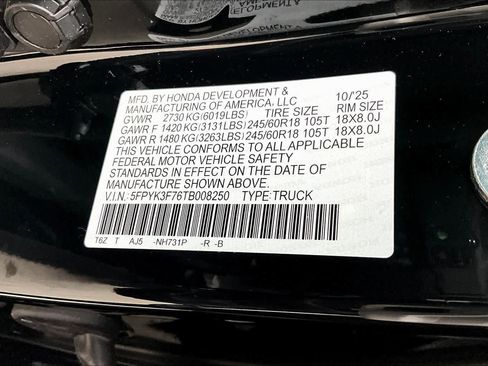 MFD. BY HONDA DEVELOPMENT & 10/'25
MANUFACTURING OF AMERICA, LLC
GVWR 2730 KG(6019LBS) TIRE SIZE RIM SIZE
GAWR F 1420 KG(3131LBS) 245/60R18 105T 18X8.0J
GAWR R 1480 KG(3263LBS) 245/60R18 105T 18X8.0J
THIS VEHICLE CONFORMS TO ALL APPLICABLE
FEDERAL MOTOR VEHICLE SAFETY
STANDARDS IN EFFECT ON THE DATE OF
MANUFACTURE SHOWN ABOVE.
V.I.N.: 5FPYK3F76TB008250 TYPE:TRUCK
T6Z T AJ5 -NH731P -R -B